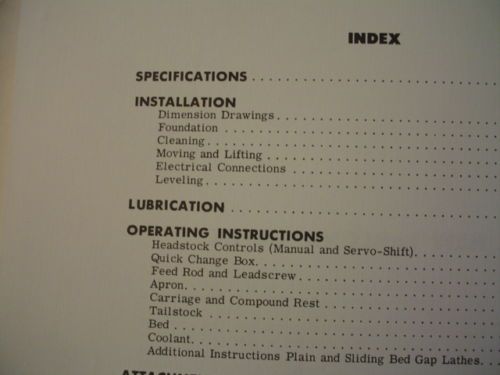 INDEX
SPECIFICATIONS
INSTALLATION
Dimension Drawings
Foundation
Cleaning
Moving and Lifting
Electrical Connections
Leveling
LUBRICATION
OPERATING INSTRUCTIONS
Headstock Controls (Manual and Servo-Shift)
Quick Change Box
Feed Rod and Leadscrew
Apron
Carriage and Compound Rest
Tailstock
Bed
Coolant
Additional Instructions Plain and Sliding Bed Gap Lathes